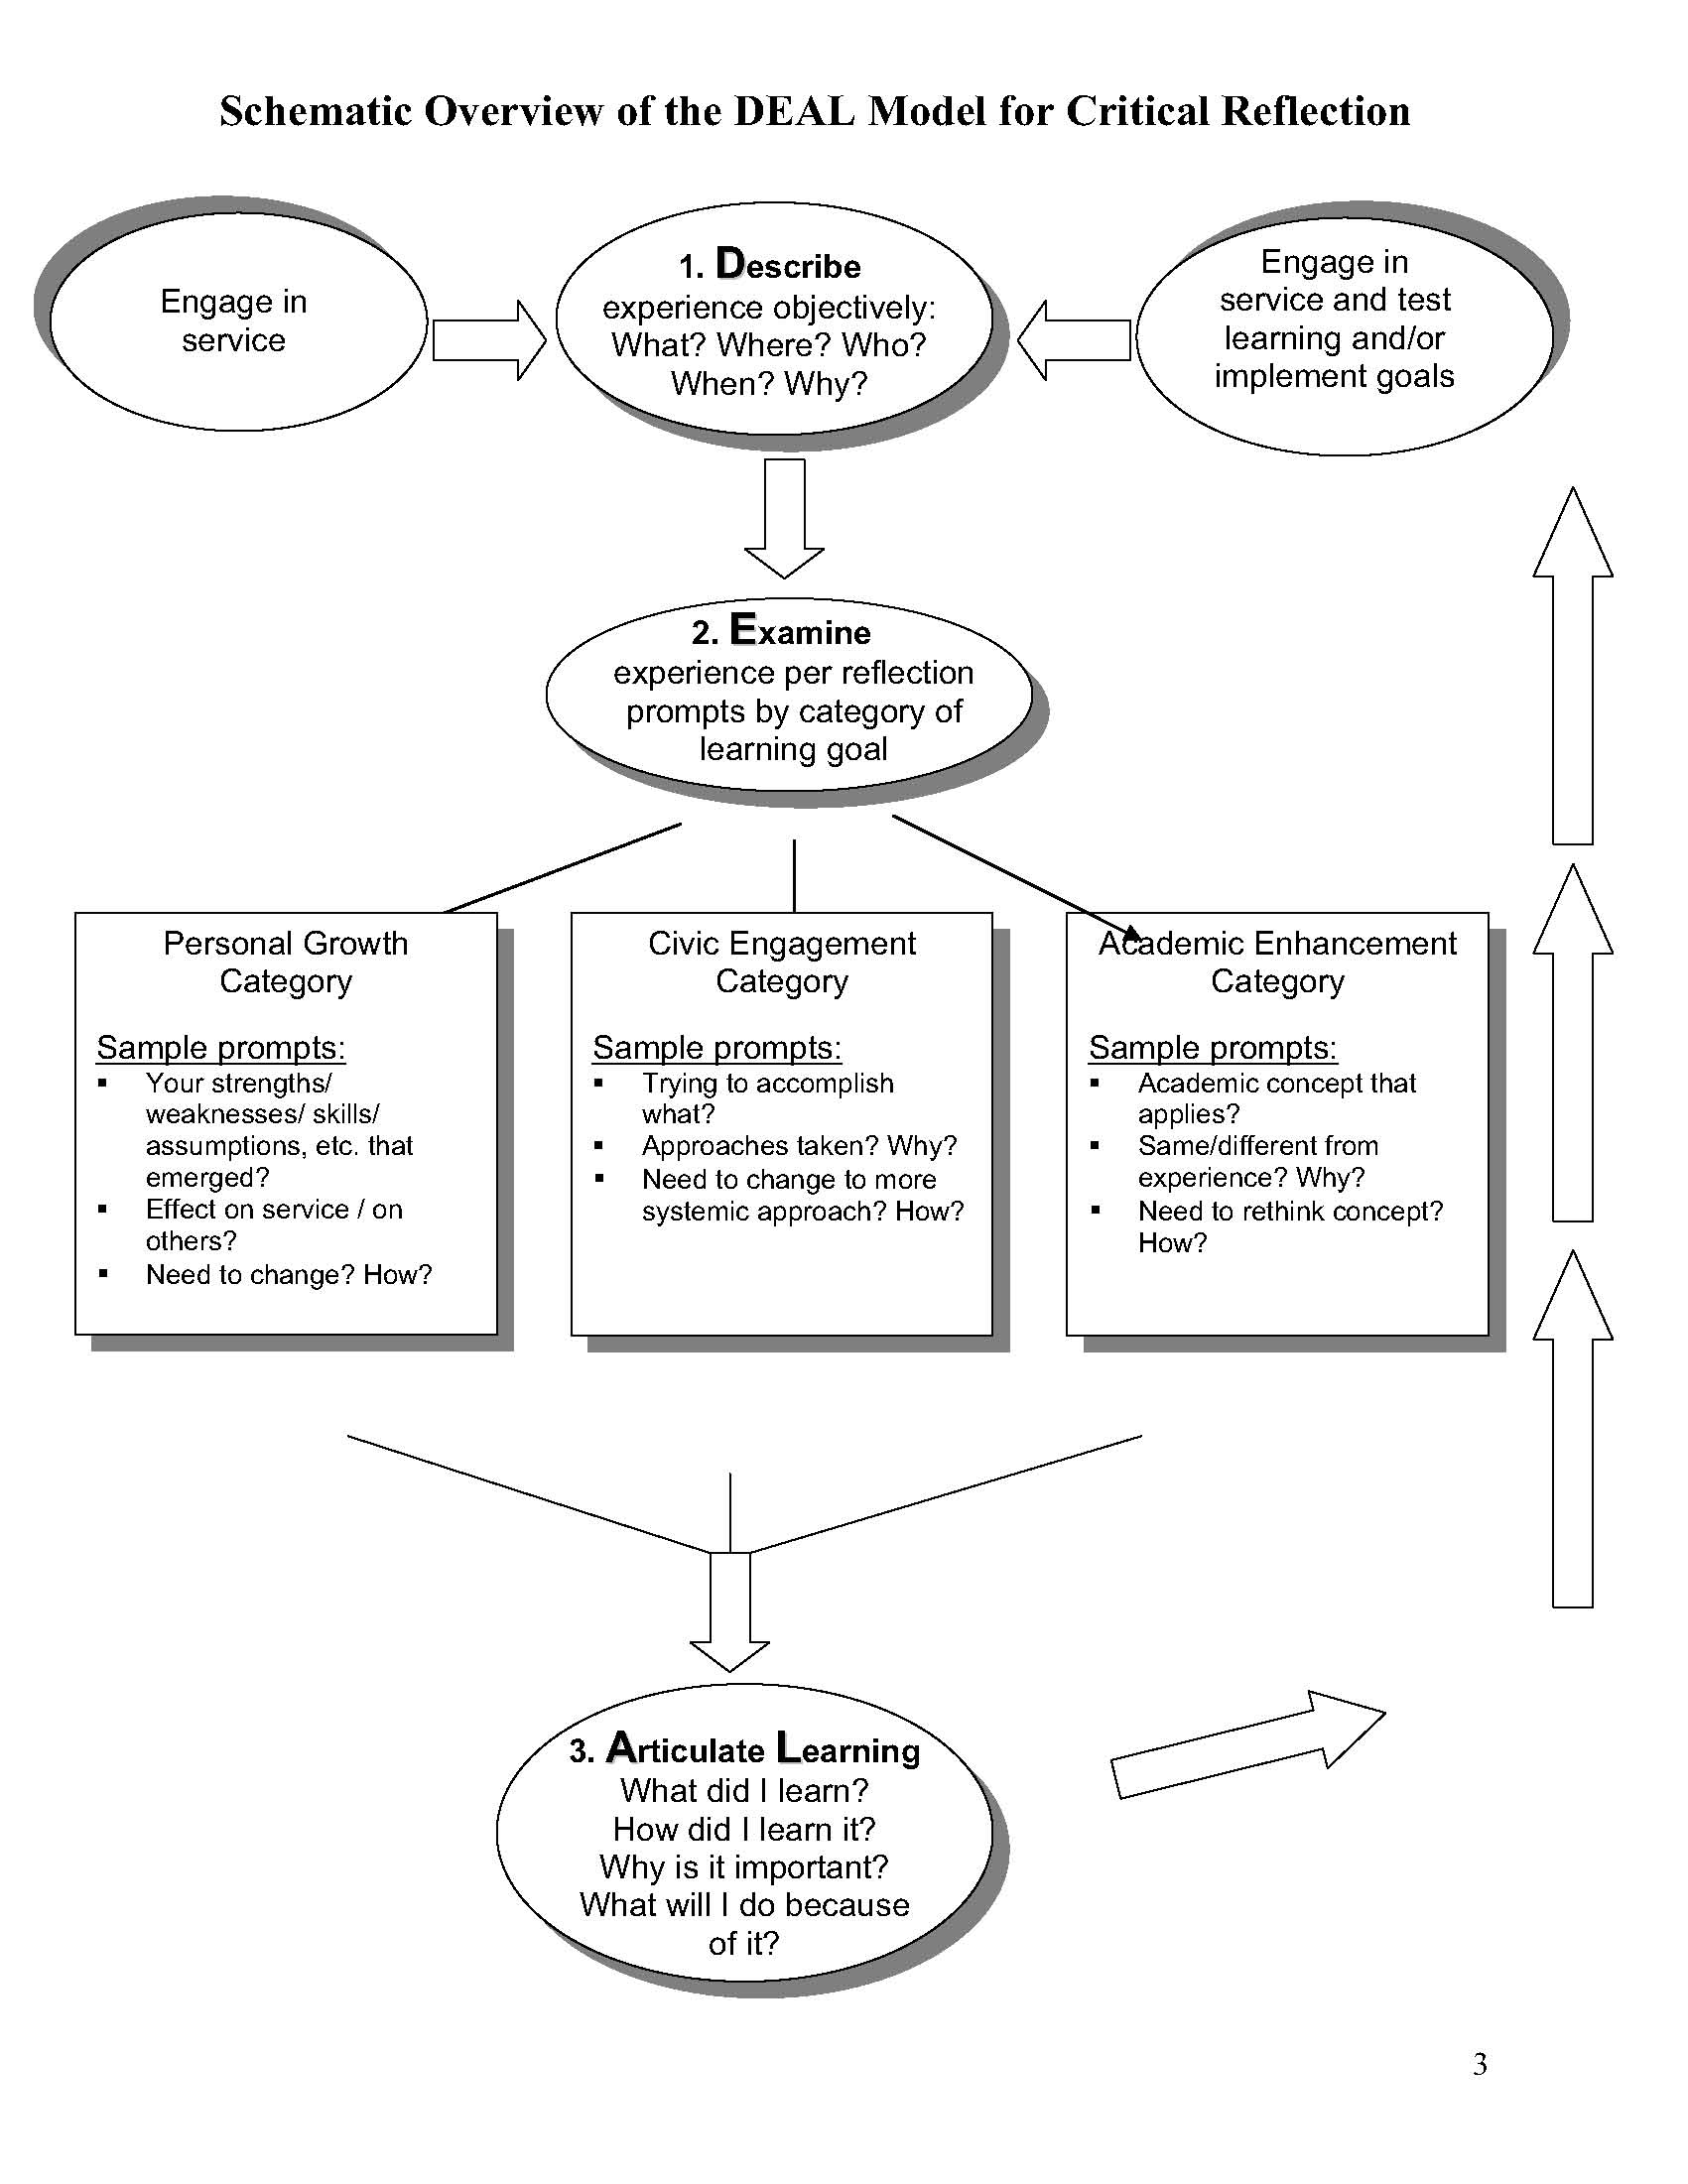 Schematic Overview of the DEAL Model for Critical Reflection
Engage in
service
1. Describe
experience objectively:
What? Where? Who?
When? Why?
Engage in
service and test
learning and/or
implement goals
2. Examine
experience per reflection
prompts by category of
learning goal
Personal Growth
Category
Sample prompts:
▪ Your strengths/
weaknesses/ skills/
assumptions, etc. that
emerged?
▪ Effect on service / on
others?
▪ Need to change? How?
Civic Engagement
Category
Sample prompts:
▪ Trying to accomplish
what?
▪ Approaches taken? Why?
▪ Need to change to more
systemic approach? How?
Academic Enhancement
Category
Sample prompts:
▪ Academic concept that
applies?
▪ Same/different from
experience? Why?
▪ Need to rethink concept?
How?
3. Articulate Learning
What did I learn?
How did I learn it?
Why is it important?
What will I do because
of it?
3